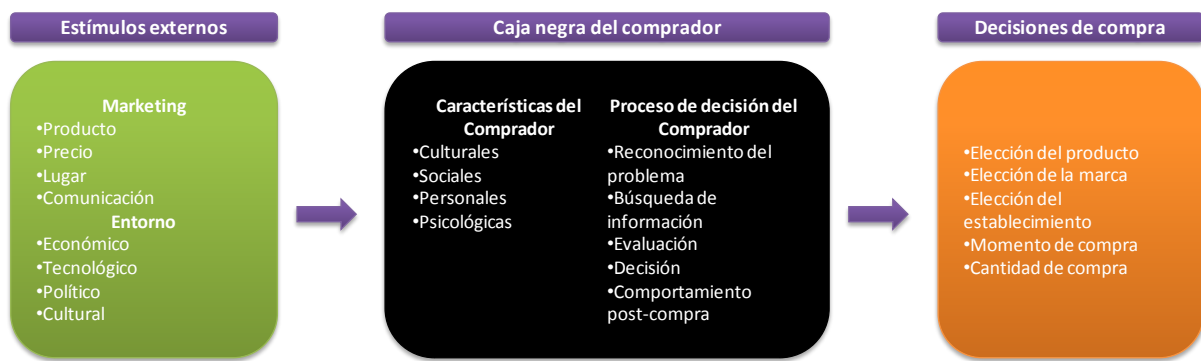 Estímulos externos
Marketing
•Producto
•Precio
•Lugar
•Comunicación
Entorno
•Económico
•Tecnológico
•Político
•Cultural
Caja negra del comprador
Características del
Comprador
•Culturales
•Sociales
•Personales
•Psicológicas
Proceso de decisión del
Comprador
•Reconocimiento del
problema
•Búsqueda de
información
•Evaluación
•Decisión
•Comportamiento
post-compra
Decisiones de compra
•Elección del producto
•Elección de la marca
•Elección del
establecimiento
•Momento de compra
•Cantidad de compra